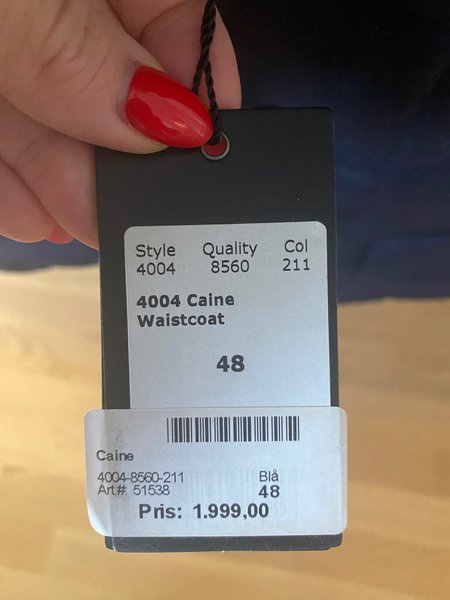 Style Quality Col
4004 8560 211
4004 Caine
Waistcoat
48
Caine
4004-8560-211 Blå
Art.#. 51538 48
Pris: 1.999,00